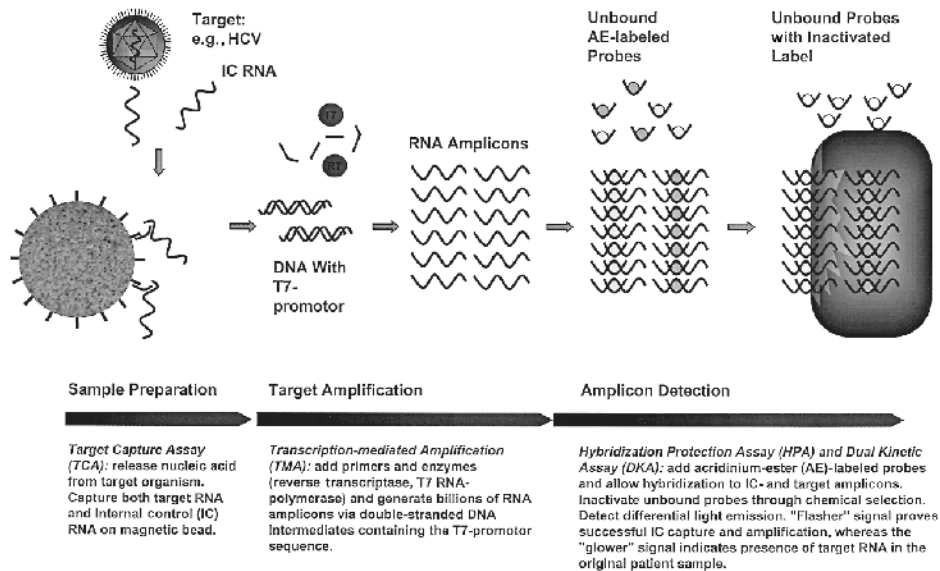 Target:
e.g., HCV
IC RNA
T7
RT
DNA With
T7-
promotor
RNA Amplicons
Unbound
AE-labeled
Probes
Unbound Probes
with Inactivated
Label
Sample Preparation
Target Capture Assay
(TCA): release nucleic acid
from target organism.
Capture both target RNA
and Internal control (IC)
RNA on magnetic bead.
Target Amplification
Transcription-mediated Amplification
(TMA): add primers and enzymes
(reverse transcriptase, T7 RNA-
polymerase) and generate billions of RNA
amplicons via double-stranded DNA
Intermediates containing the T7-promotor
sequence.
Amplicon Detection
Hybridization Protection Assay (HPA) and Dual Kinetic
Assay (DKA): add acridinium-ester (AE)-labeled probes
and allow hybridization to IC- and target amplicons.
Inactivate unbound probes through chemical selection.
Detect differential light emission. "Flasher" signal proves
successful IC capture and amplification, whereas the
"glower" signal indicates presence of target RNA in the
original patient sample.